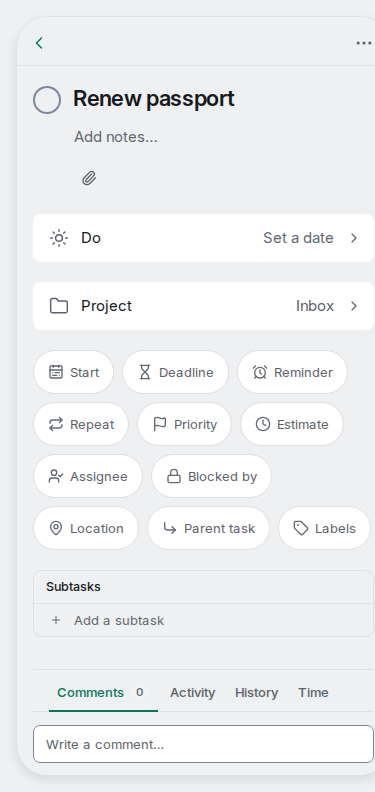 Renew passport
Add notes...
Do Set a date
Project Inbox
Start Deadline Reminder
Repeat Priority Estimate
Assignee Blocked by
Location Parent task Labels
Subtasks
+ Add a subtask
Comments 0 Activity History Time
Write a comment...